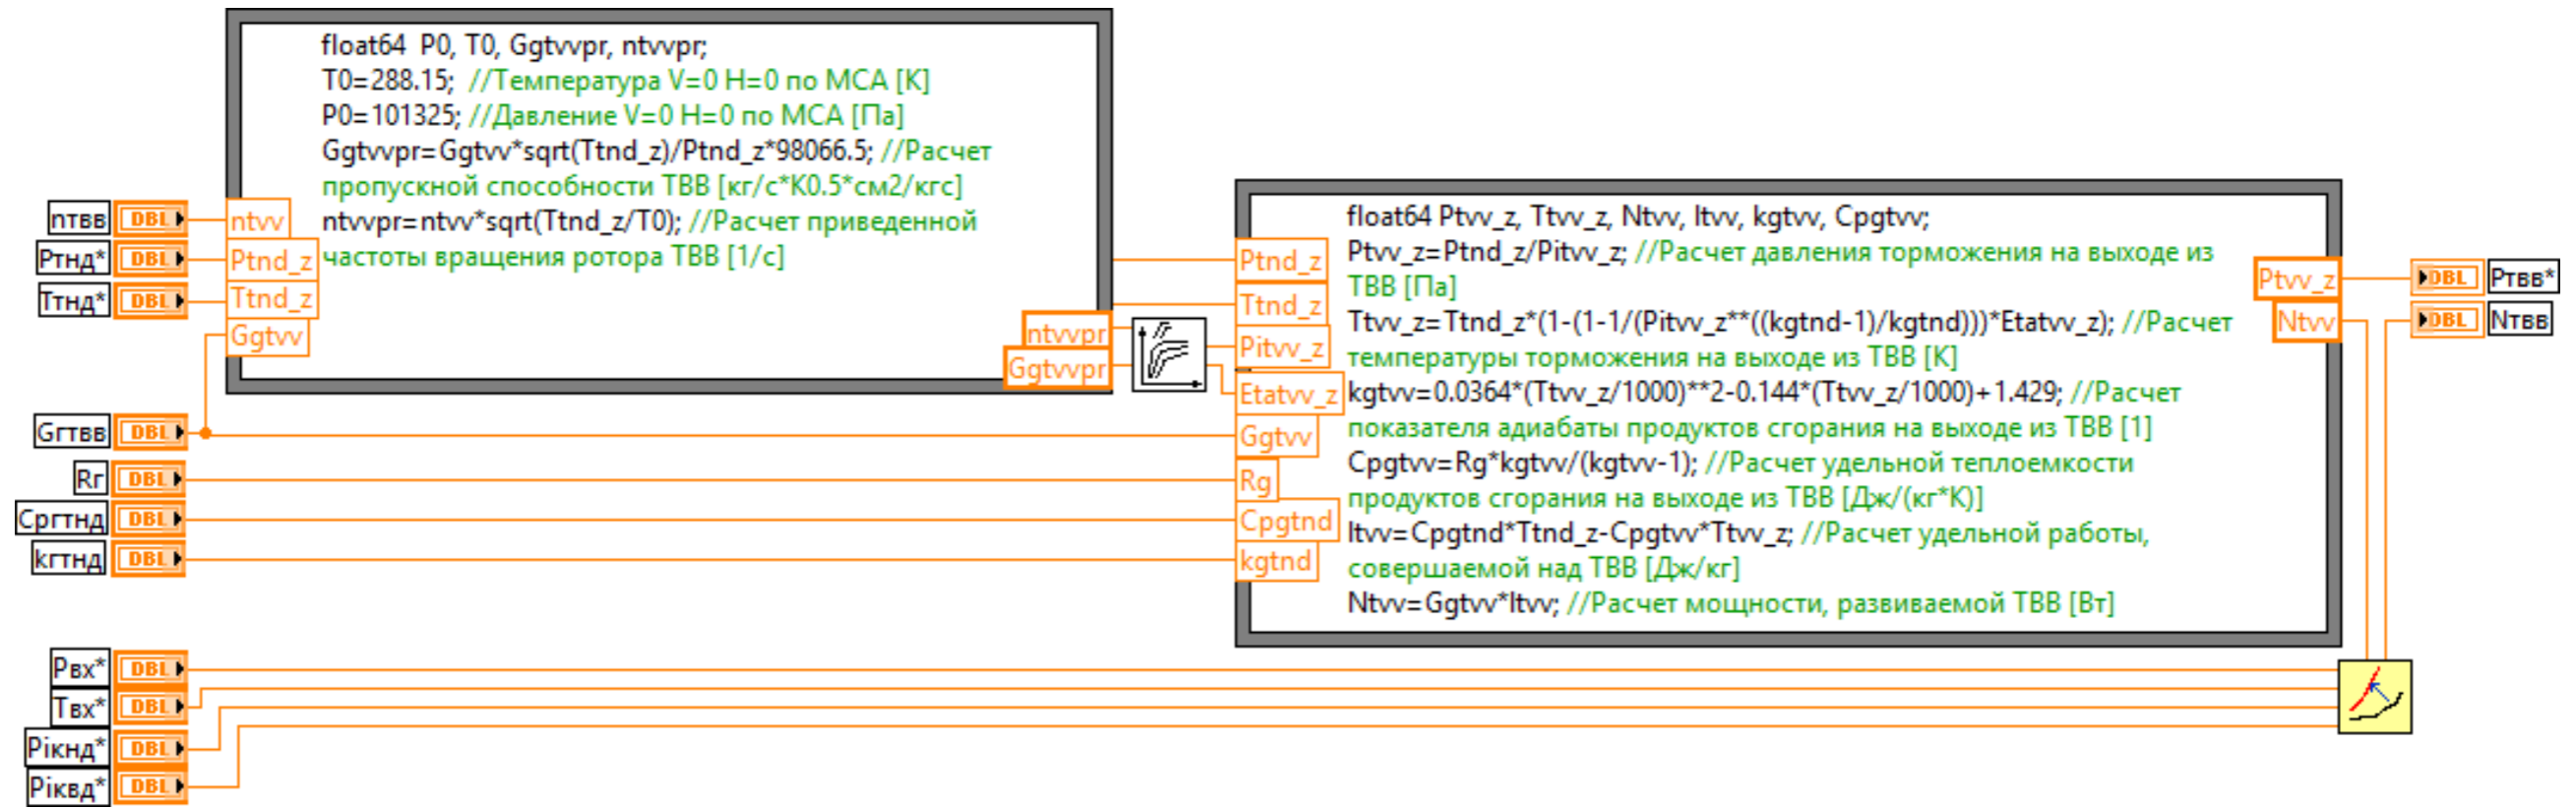 float64  P0, T0, Ggtvvpr, ntvvpr;
T0=288.15;  //Температура V=0 H=0 по МСА [К]
P0=101325; //Давление V=0 H=0 по МСА [Па]
Ggtvvpr=Ggtvv*sqrt(Ttnd_z)/Ptnd_z*98066.5; //Расчет
пропускной способности ТВВ [кг/с*К0.5*см2/кгс]
ntvvpr=ntvv*sqrt(Ttnd_z/T0); //Расчет приведенной
частоты вращения ротора ТВВ [1/с]
nтвв
DBL
ntvv
Pтнд*
DBL
Ptnd_z
Tтнд*
DBL
Ttnd_z
Ggtvv
ntvvpr
Ggtvvpr
Gгтвв
DBL
Rг
DBL
Cpгтнд
DBL
kгтнд
DBL
Ptnd_z
Ttnd_z
Pitvv_z
Etatvv_z
Ggtvv
Rg
Cpgtnd
kgtnd
float64 Ptvv_z, Ttvv_z, Ntvv, ltvv, kgtvv, Cpgtvv;
Ptvv_z=Ptnd_z/Pitvv_z; //Расчет давления торможения на выходе из
ТВВ [Па]
Ttvv_z=Ttnd_z*(1-(1-1/(Pitvv_z**((kgtnd-1)/kgtnd)))*Etatvv_z); //Расчет
температуры торможения на выходе из ТВВ [К]
kgtvv=0.0364*(Ttvv_z/1000)**2-0.144*(Ttvv_z/1000)+1.429; //Расчет
показателя адиабаты продуктов сгорания на выходе из ТВВ [1]
Cpgtvv=Rg*kgtvv/(kgtvv-1); //Расчет удельной теплоемкости
продуктов сгорания на выходе из ТВВ [Дж/(кг*К)]
ltvv=Cpgtnd*Ttnd_z-Cpgtvv*Ttvv_z; //Расчет удельной работы,
совершаемой над ТВВ [Дж/кг]
Ntvv=Ggtvv*ltvv; //Расчет мощности, развиваемой ТВВ [Вт]
Ptvv_z
DBL
Pтвв*
Ntvv
DBL
Nтвв
Pвх*
DBL
Tвх*
DBL
Piкнд*
DBL
Piквд*
DBL